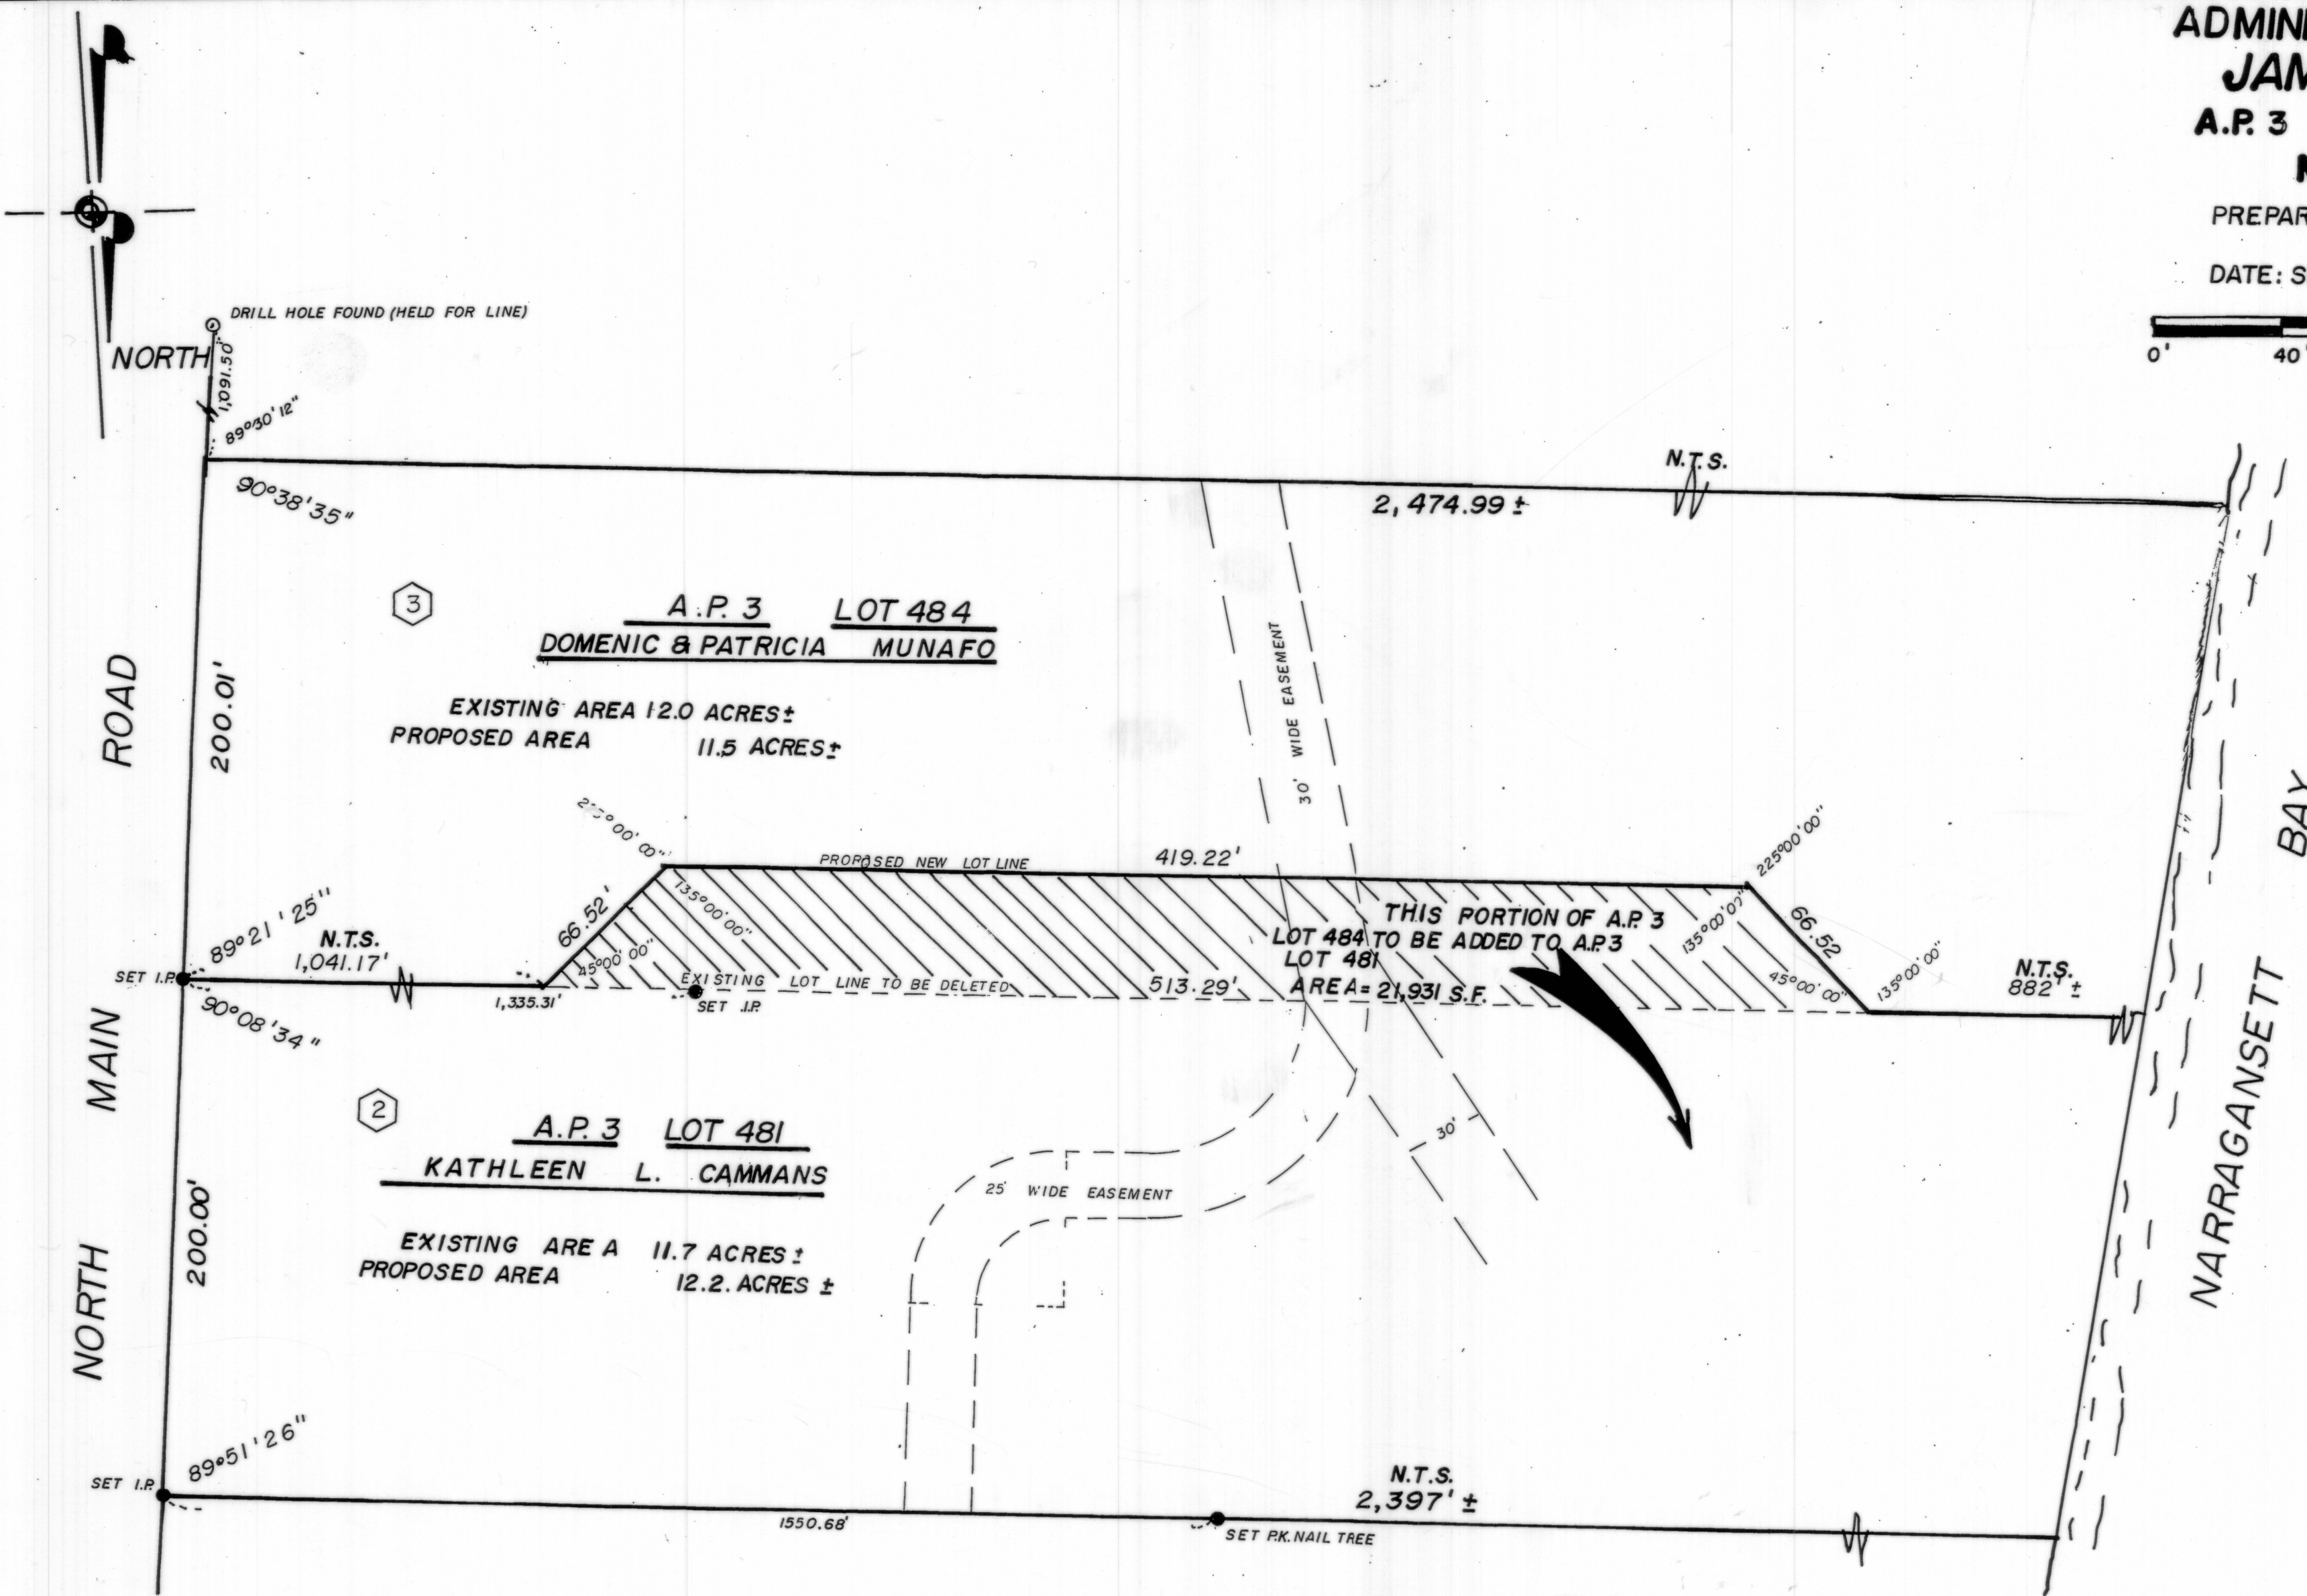 A.P. 3
PREPAR
DATE: S
0' 40'
DRILL HOLE FOUND (HELD FOR LINE)
NORTH
1,091.50'
89°30'12"
90°38'35"
N.T.S.
2,474.99 ±
3
A.P. 3 LOT 484
DOMENIC & PATRICIA MUNAFO
EXISTING AREA 12.0 ACRES±
PROPOSED AREA 11.5 ACRES±
200.01'
30' WIDE EASEMENT
00' 00"
PROPOSED NEW LOT LINE
419.22'
225°00'00"
66.52'
135°00'00"
45°00'00"
THIS PORTION OF A.P. 3
LOT 484 TO BE ADDED TO A.P.3
LOT 481
AREA= 21,931 S.F.
135°00'00"
66.52
45°00'00"
135°00'00"
N.T.S.
882' ±
89°21'25"
N.T.S.
1,041.17'
SET I.P.
90°08'34"
1,335.31'
EXISTING LOT LINE TO BE DELETED
SET I.P.
513.29'
2
A.P. 3 LOT 481
KATHLEEN L. CAMMANS
EXISTING AREA 11.7 ACRES ±
PROPOSED AREA 12.2. ACRES ±
200.00'
25' WIDE EASEMENT
30'
NORTH MAIN ROAD
NARRAGANSETT BAY
89°51'26"
SET I.P.
1550.68'
SET P.K. NAIL TREE
N.T.S.
2,397' ±